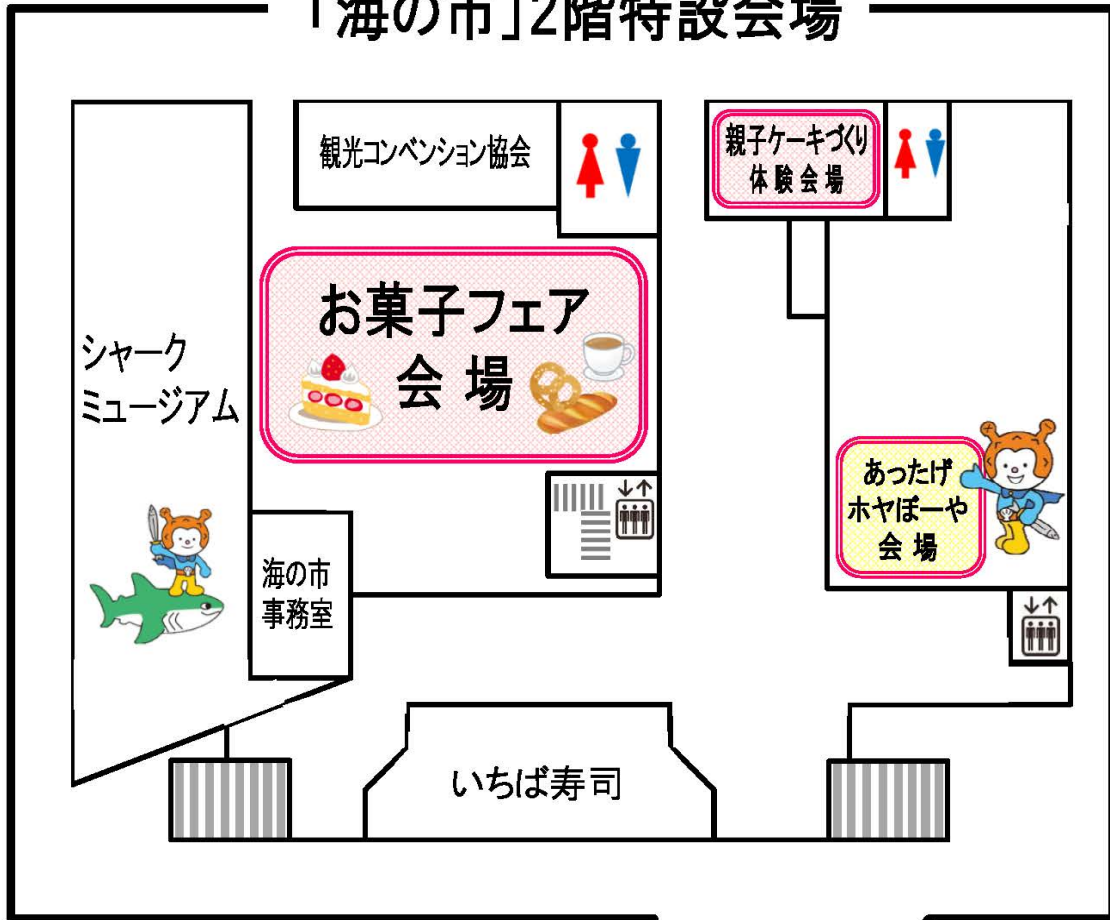 「海の市」2階特設会場
観光コンベンション協会
親子ケーキづくり
体験会場
お菓子フェア
会場
シャーク
ミュージアム
あったげ
ホヤぼーや
会場
海の市
事務室
いちば寿司